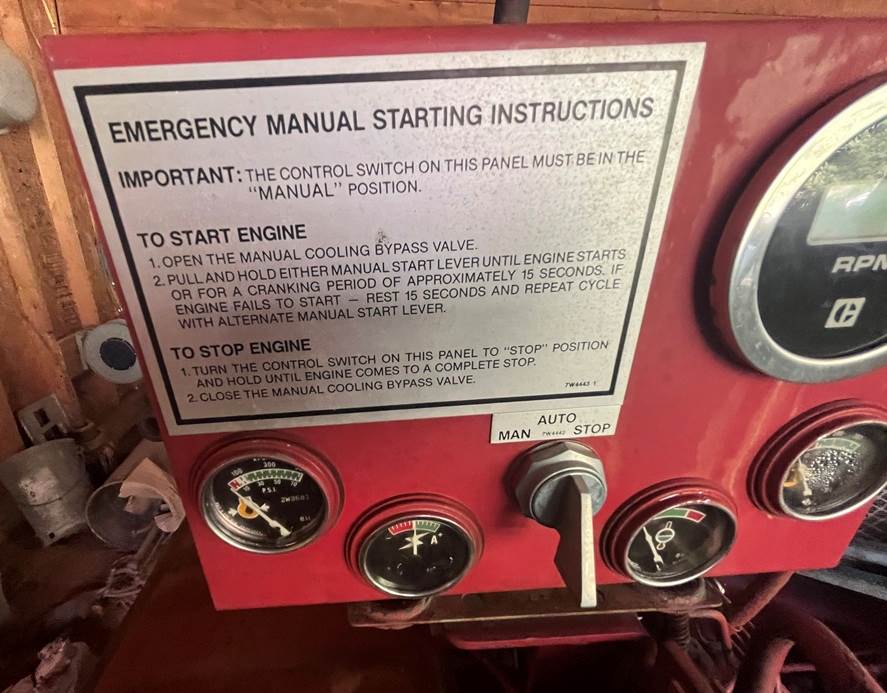 EMERGENCY MANUAL STARTING INSTRUCTIONS
IMPORTANT: THE CONTROL SWITCH ON THIS PANEL MUST BE IN THE
"MANUAL" POSITION.
TO START ENGINE
1. OPEN THE MANUAL COOLING BYPASS VALVE.
2. PULL AND HOLD EITHER MANUAL START LEVER UNTIL ENGINE STARTS
OR FOR A CRANKING PERIOD OF APPROXIMATELY 15 SECONDS. IF
ENGINE FAILS TO START — REST 15 SECONDS AND REPEAT CYCLE
WITH ALTERNATE MANUAL START LEVER.
TO STOP ENGINE
1. TURN THE CONTROL SWITCH ON THIS PANEL TO "STOP" POSITION
AND HOLD UNTIL ENGINE COMES TO A COMPLETE STOP.
2. CLOSE THE MANUAL COOLING BYPASS VALVE.
7W4443 1
AUTO
MAN 7W4442 STOP
RPM
100 300
P.S.I.
A